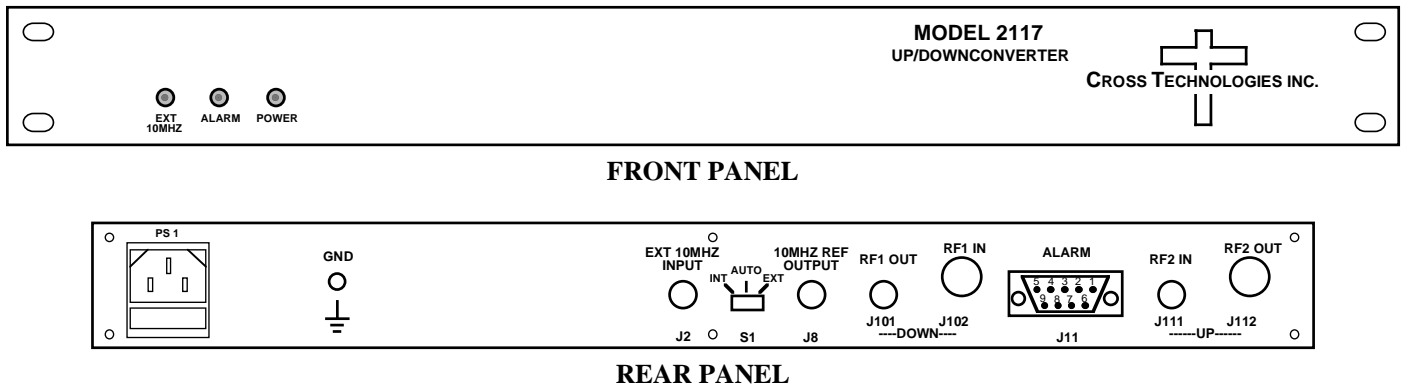 MODEL 2117
UP/DOWNCONVERTER
CROSS TECHNOLOGIES INC.
EXT 10MHZ
ALARM
POWER
FRONT PANEL
PS 1
GND
EXT 10MHZ INPUT
INT
AUTO
EXT
10MHZ REF OUTPUT
RF1 OUT
RF1 IN
ALARM
5 4 3 2 1
9 8 7 6
RF2 IN
RF2 OUT
J2
S1
J8
J101
J102
----DOWN----
J11
J111
J112
------UP------
REAR PANEL